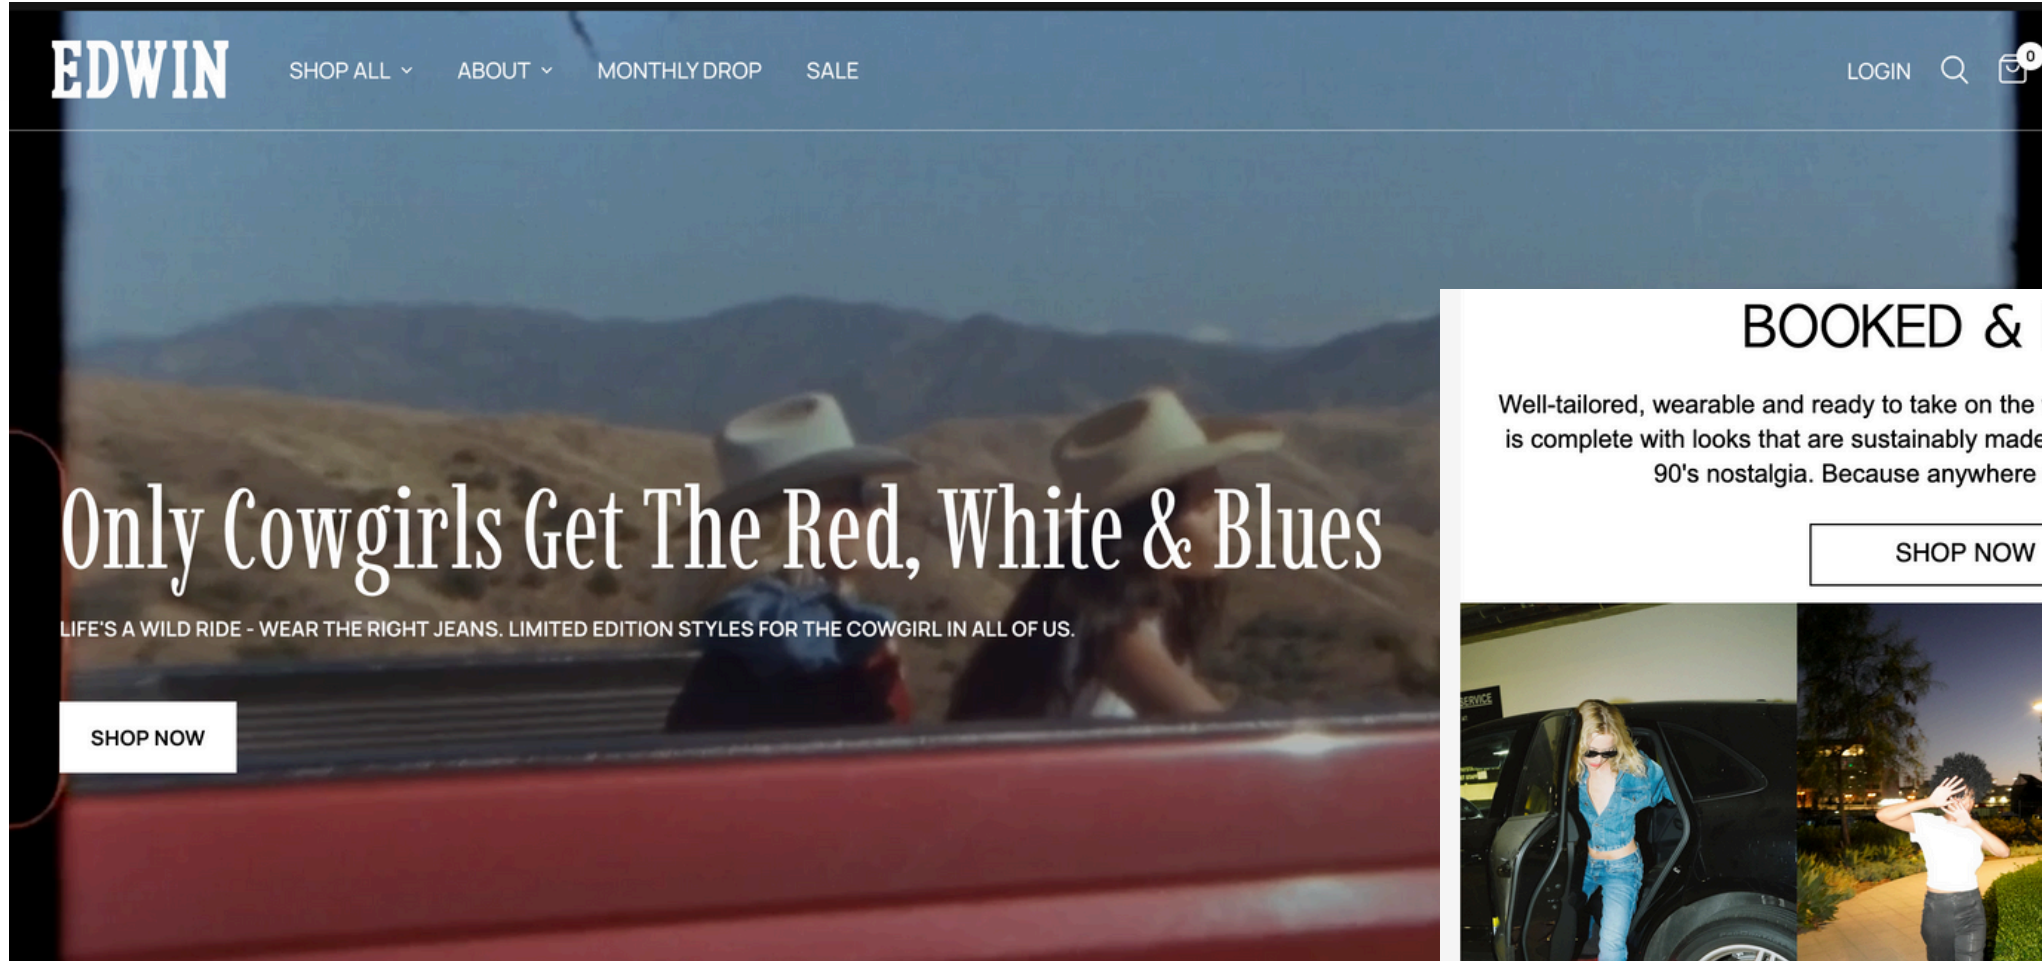 EDWIN
SHOP ALL
ABOUT
MONTHLY DROP
SALE
LOGIN
0
Only Cowgirls Get The Red, White & Blues
LIFE'S A WILD RIDE - WEAR THE RIGHT JEANS. LIMITED EDITION STYLES FOR THE COWGIRL IN ALL OF US.
SHOP NOW
BOOKED &
Well-tailored, wearable and ready to take on the
is complete with looks that are sustainably made
90's nostalgia. Because anywhere
SHOP NOW
SERVICE